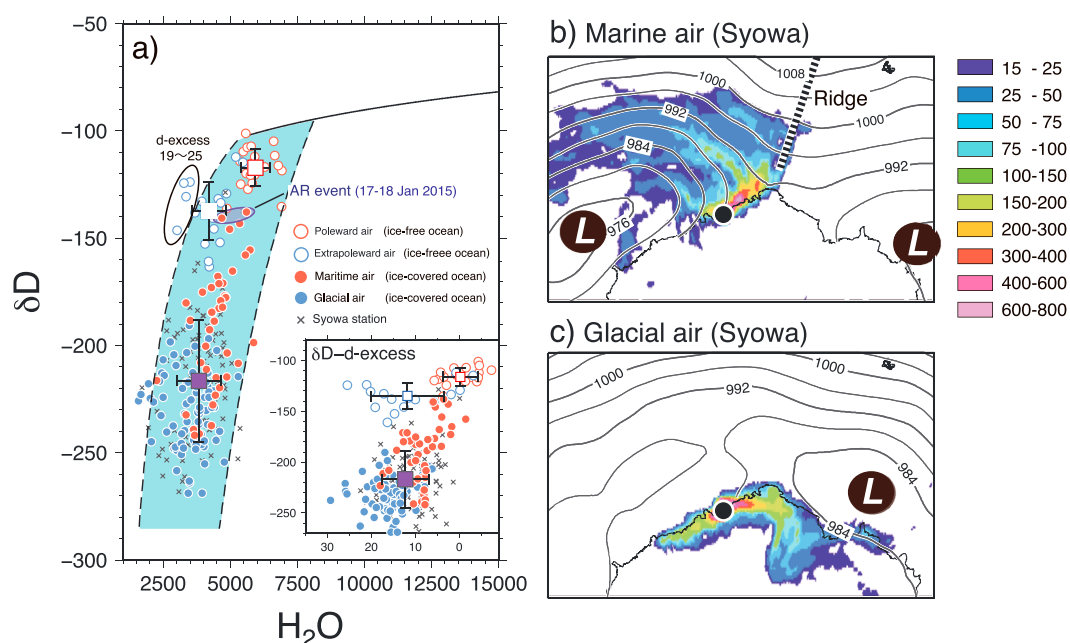 a)
−50
−100
−150
−200
−250
−300
δD
2500
5000
7500
10000
12500
15000
H2O
d-excess
19～25
AR event (17-18 Jan 2015)
Poleward air (ice-free ocean)
Extrapoleward air (ice-freee ocean)
Maritime air (ice-covered ocean)
Glacial air (ice-covered ocean)
Syowa station
δD–d-excess
−100
−150
−200
−250
30
20
10
0
b) Marine air (Syowa)
1008
1000
1000
992
992
984
976
Ridge
L
L
c) Glacial air (Syowa)
1000
1000
992
984
984
L
15 - 25
25 - 50
50 - 75
75 -100
100-150
150-200
200-300
300-400
400-600
600-800